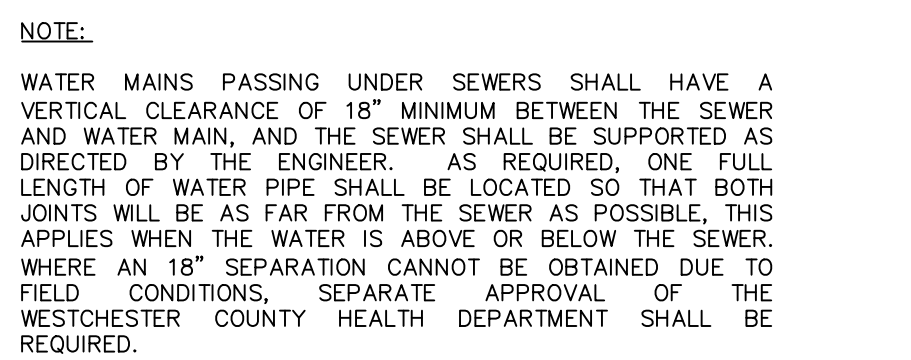 NOTE:
WATER MAINS PASSING UNDER SEWERS SHALL HAVE A
VERTICAL CLEARANCE OF 18" MINIMUM BETWEEN THE SEWER
AND WATER MAIN, AND THE SEWER SHALL BE SUPPORTED AS
DIRECTED BY THE ENGINEER. AS REQUIRED, ONE FULL
LENGTH OF WATER PIPE SHALL BE LOCATED SO THAT BOTH
JOINTS WILL BE AS FAR FROM THE SEWER AS POSSIBLE, THIS
APPLIES WHEN THE WATER IS ABOVE OR BELOW THE SEWER.
WHERE AN 18" SEPARATION CANNOT BE OBTAINED DUE TO
FIELD CONDITIONS, SEPARATE APPROVAL OF THE
WESTCHESTER COUNTY HEALTH DEPARTMENT SHALL BE
REQUIRED.